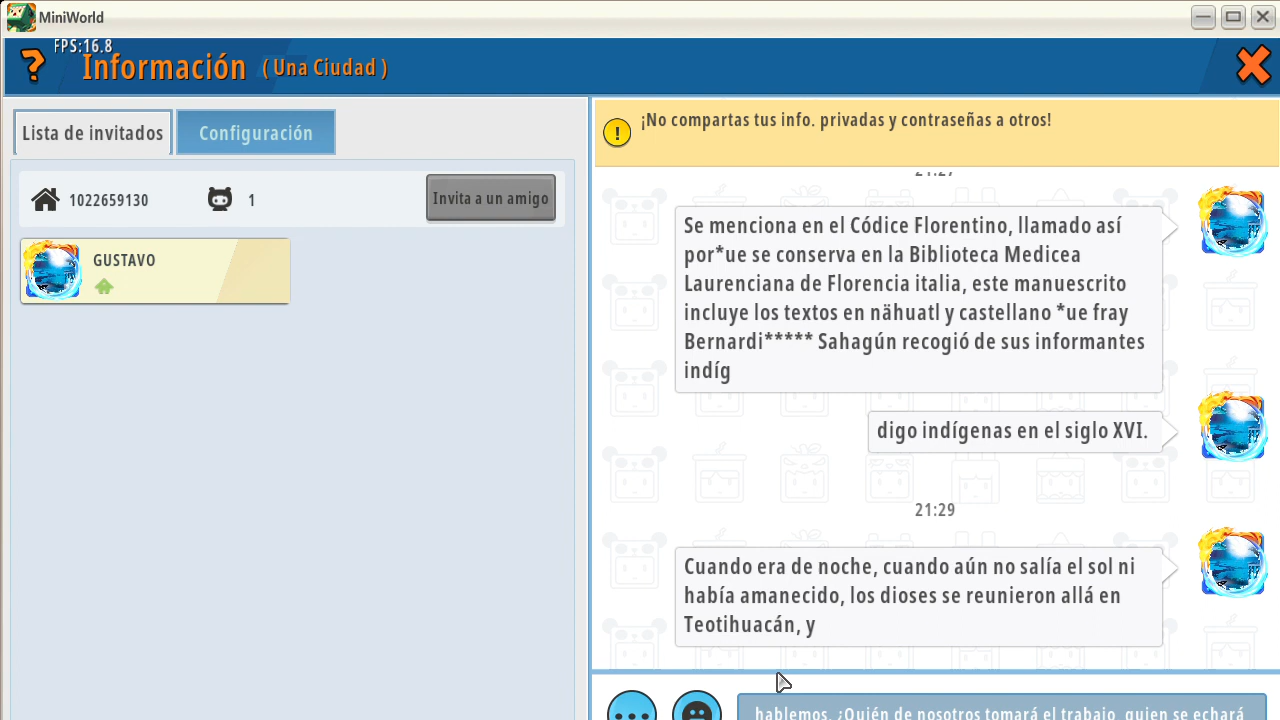 MiniWorld
FPS:16.8
Información (Una Ciudad)
Lista de invitados
Configuración
1022659130
1
Invita a un amigo
GUSTAVO
¡No compartas tus info. privadas y contraseñas a otros!
21:27
Se menciona en el Códice Florentino, llamado así
por*ue se conserva en la Biblioteca Medicea
Laurenciana de Florencia italia, este manuescrito
incluye los textos en nähuatl y castellano *ue fray
Bernardi***** Sahagún recogió de sus informantes
indíg
digo indígenas en el siglo XVI.
21:29
Cuando era de noche, cuando aún no salía el sol ni
había amanecido, los dioses se reunieron allá en
Teotihuacán, y
hablemos. ¿Quién de nosotros tomará el trabajo, quien se echará